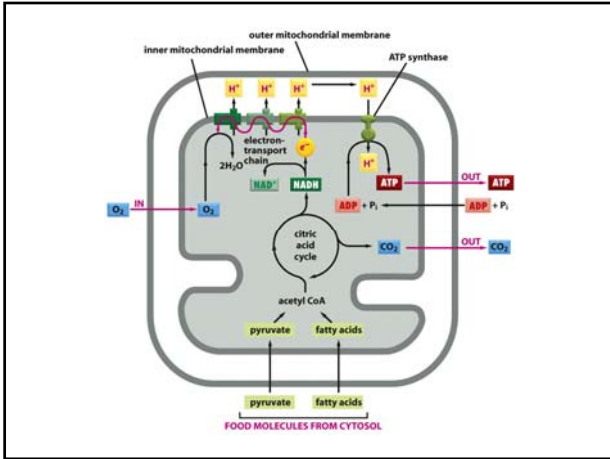 outer mitochondrial membrane
inner mitochondrial membrane
ATP synthase
H⁺
H⁺
H⁺
H⁺
electron-
transport
chain
e⁻
H⁺
2H₂O
NAD⁺
NADH
ATP
OUT
ATP
O₂
IN
O₂
ADP + Pᵢ
ADP + Pᵢ
citric
acid
cycle
CO₂
OUT
CO₂
acetyl CoA
pyruvate
fatty acids
pyruvate
fatty acids
FOOD MOLECULES FROM CYTOSOL